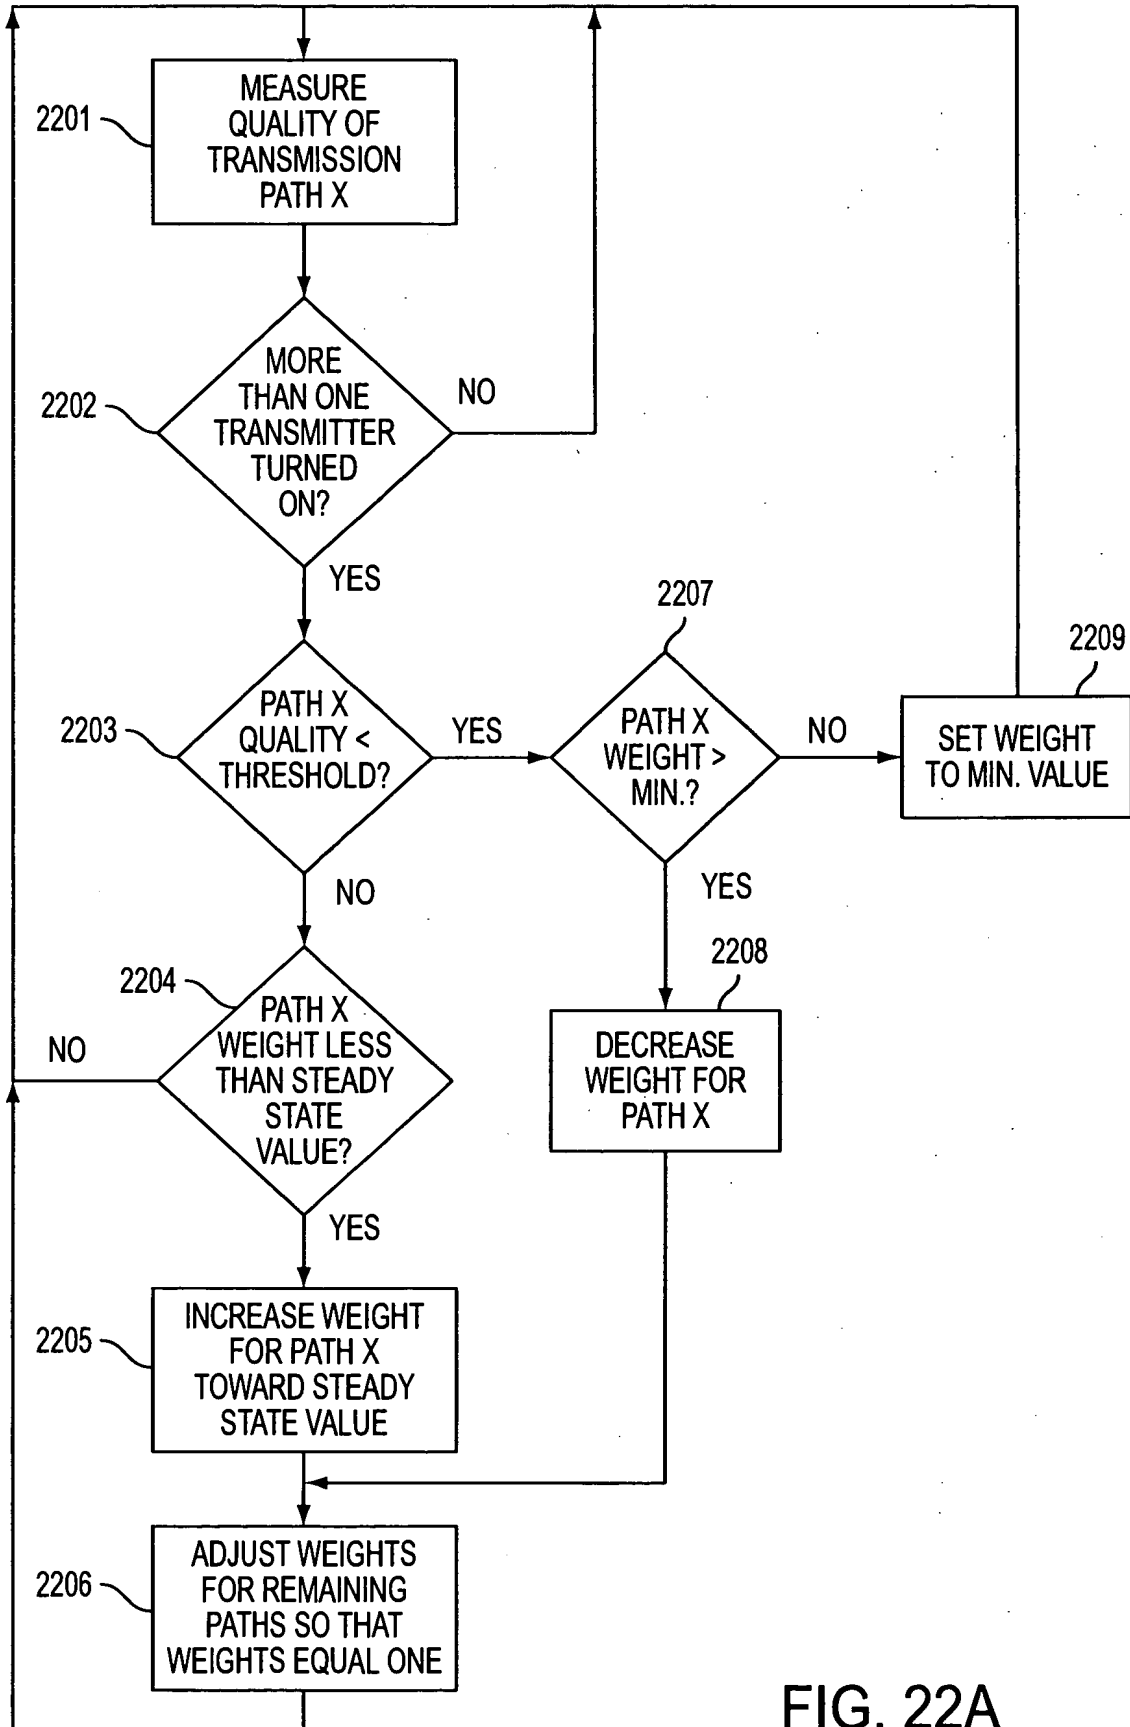 MEASURE
QUALITY OF
TRANSMISSION
PATH X
2201
MORE
THAN ONE
TRANSMITTER
TURNED
ON?
2202
NO
YES
PATH X
QUALITY <
THRESHOLD?
2203
YES
NO
2207
PATH X
WEIGHT >
MIN.?
NO
YES
2209
SET WEIGHT
TO MIN. VALUE
2208
DECREASE
WEIGHT FOR
PATH X
2204
PATH X
WEIGHT LESS
THAN STEADY
STATE
VALUE?
NO
YES
2205
INCREASE WEIGHT
FOR PATH X
TOWARD STEADY
STATE VALUE
2206
ADJUST WEIGHTS
FOR REMAINING
PATHS SO THAT
WEIGHTS EQUAL ONE
FIG. 22A